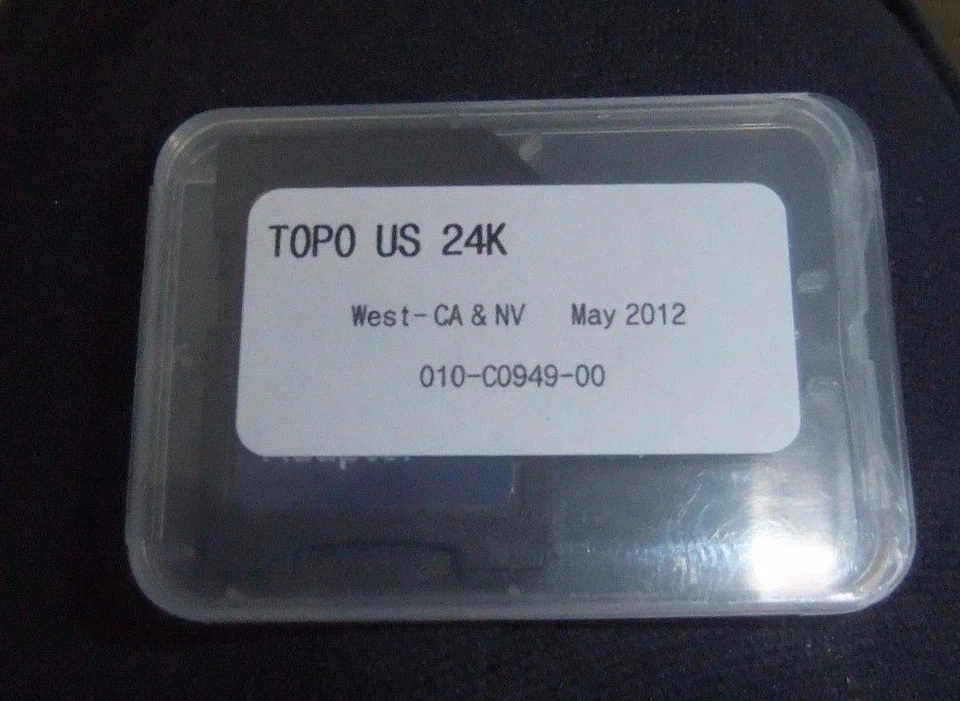 TOPO US 24K
West-CA & NV May 2012
010-C0949-00